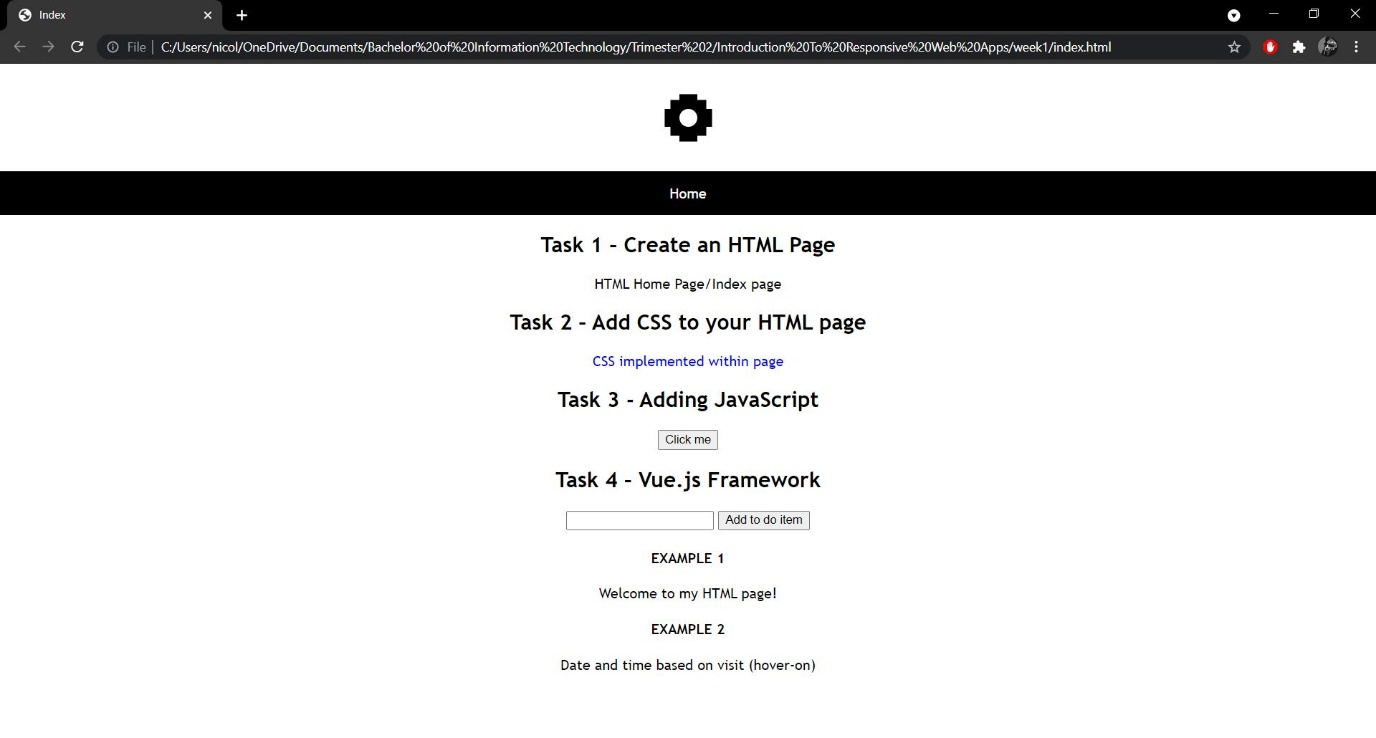 Index
File | C:/Users/nicol/OneDrive/Documents/Bachelor%20of%20Information%20Technology/Trimester%202/Introduction%20To%20Responsive%20Web%20Apps/week1/index.html
Home
Task 1 - Create an HTML Page
HTML Home Page/Index page
Task 2 - Add CSS to your HTML page
CSS implemented within page
Task 3 - Adding JavaScript
Click me
Task 4 - Vue.js Framework
Add to do item
EXAMPLE 1
Welcome to my HTML page!
EXAMPLE 2
Date and time based on visit (hover-on)